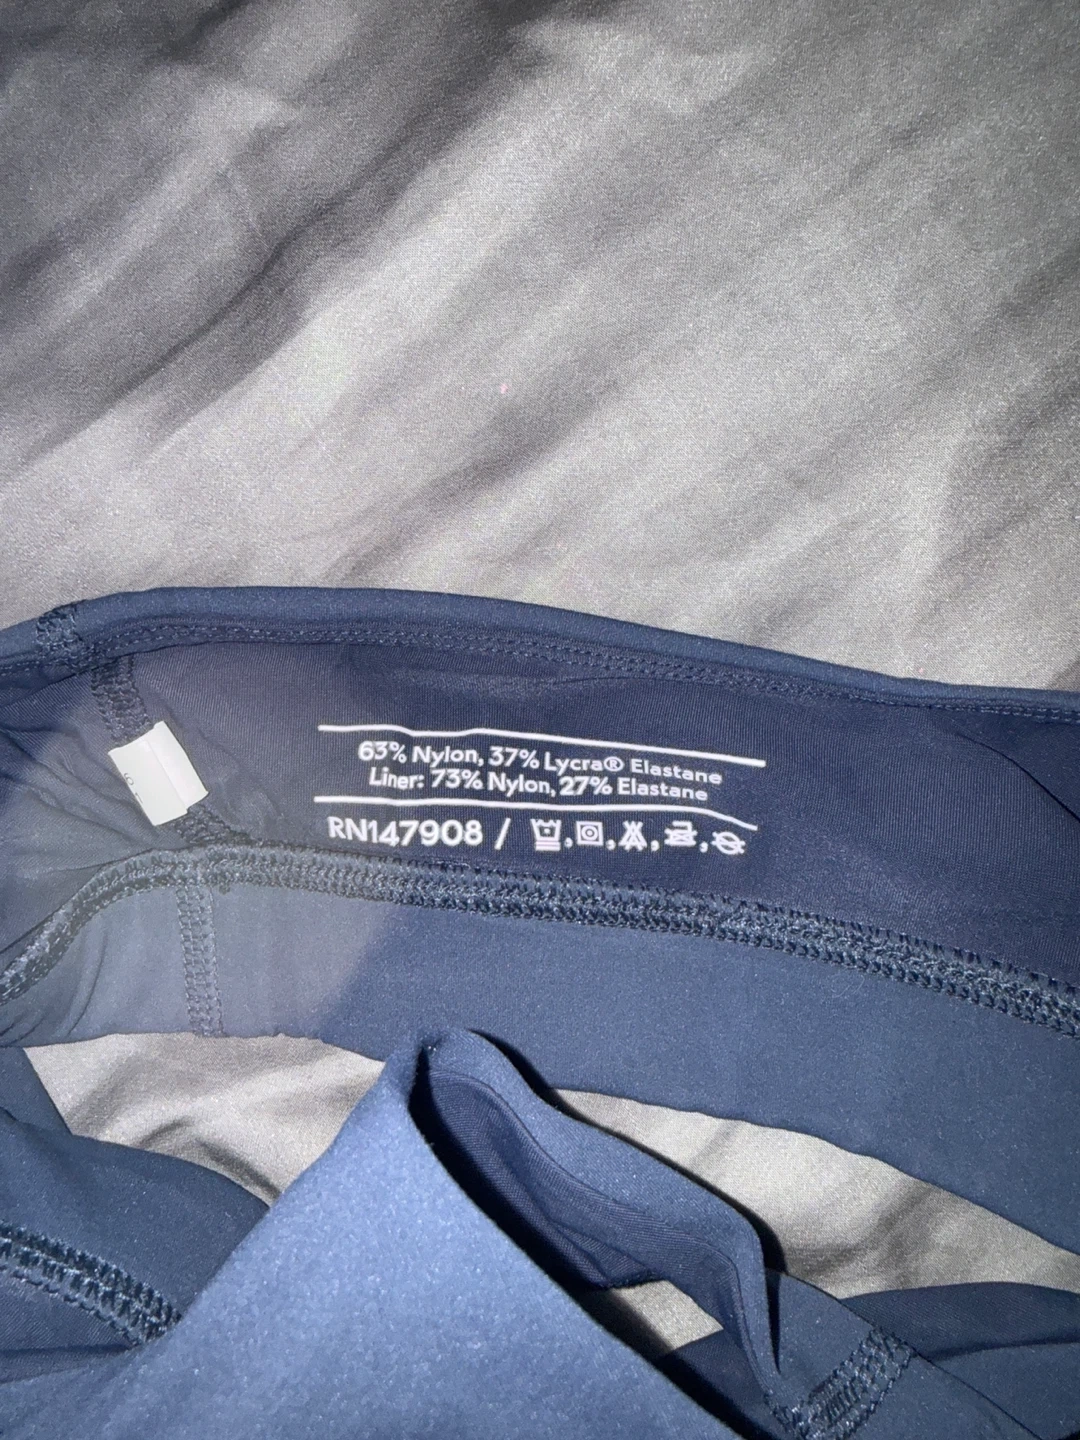 63% Nylon, 37% Lycra® Elastane
Liner: 73% Nylon, 27% Elastane
RN147908 /